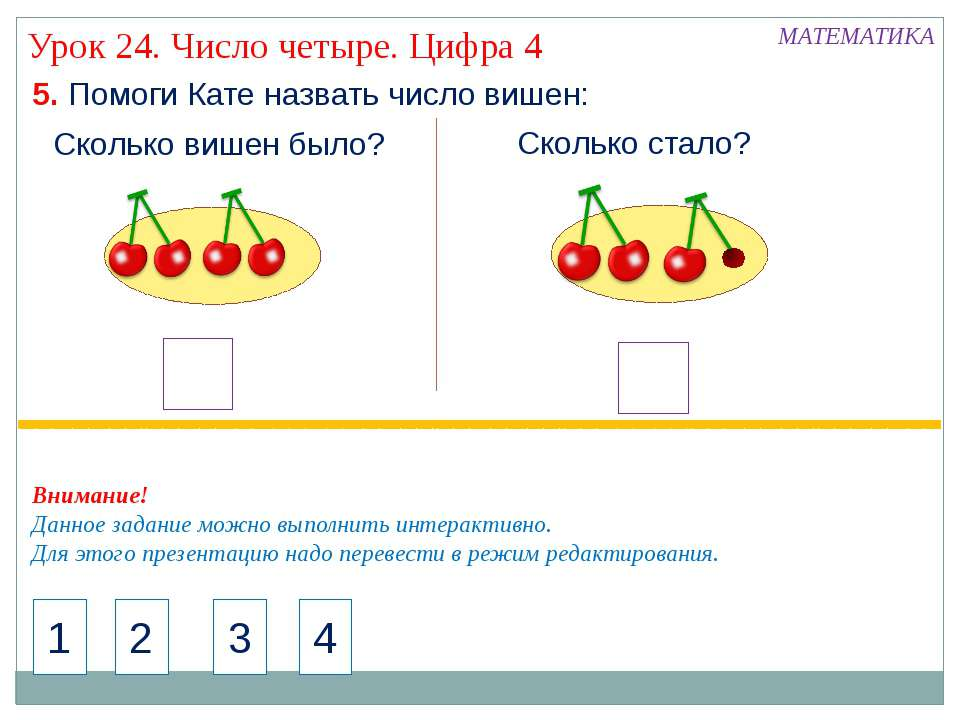 Урок 24. Число четыре. Цифра 4
МАТЕМАТИКА
5. Помоги Кате назвать число вишен:
Сколько вишен было?
Сколько стало?
Внимание!
Данное задание можно выполнить интерактивно.
Для этого презентацию надо перевести в режим редактирования.
1 2 3 4